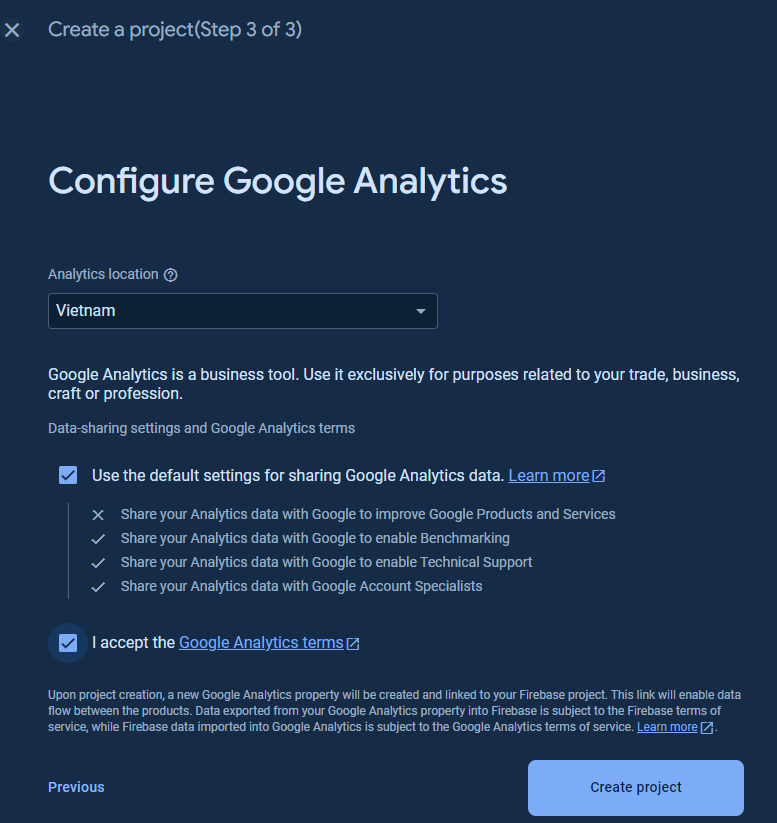 Create a project(Step 3 of 3)
Configure Google Analytics
Analytics location
Vietnam
Google Analytics is a business tool. Use it exclusively for purposes related to your trade, business,
craft or profession.
Data-sharing settings and Google Analytics terms
Use the default settings for sharing Google Analytics data. Learn more
Share your Analytics data with Google to improve Google Products and Services
Share your Analytics data with Google to enable Benchmarking
Share your Analytics data with Google to enable Technical Support
Share your Analytics data with Google Account Specialists
I accept the Google Analytics terms
Upon project creation, a new Google Analytics property will be created and linked to your Firebase project. This link will enable data
flow between the products. Data exported from your Google Analytics property into Firebase is subject to the Firebase terms of
service, while Firebase data imported into Google Analytics is subject to the Google Analytics terms of service. Learn more.
Previous
Create project